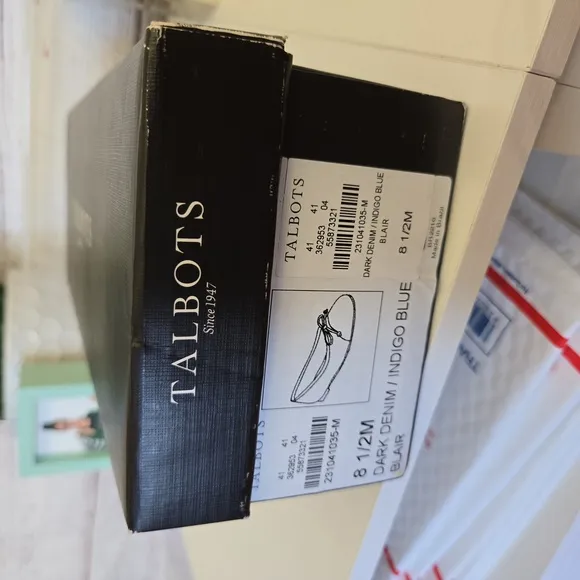 TALBOTS
Since 1947
TALBOTS
41 41
362953 04
55873321
231041035-M
DARK DENIM / INDIGO BLUE
BLAIR
8 1/2M
Made in Brazil
TALBOTS
41 41
362953 04
55873321
231041035-M
8 1/2M
DARK DENIM / INDIGO BLUE
BLAIR